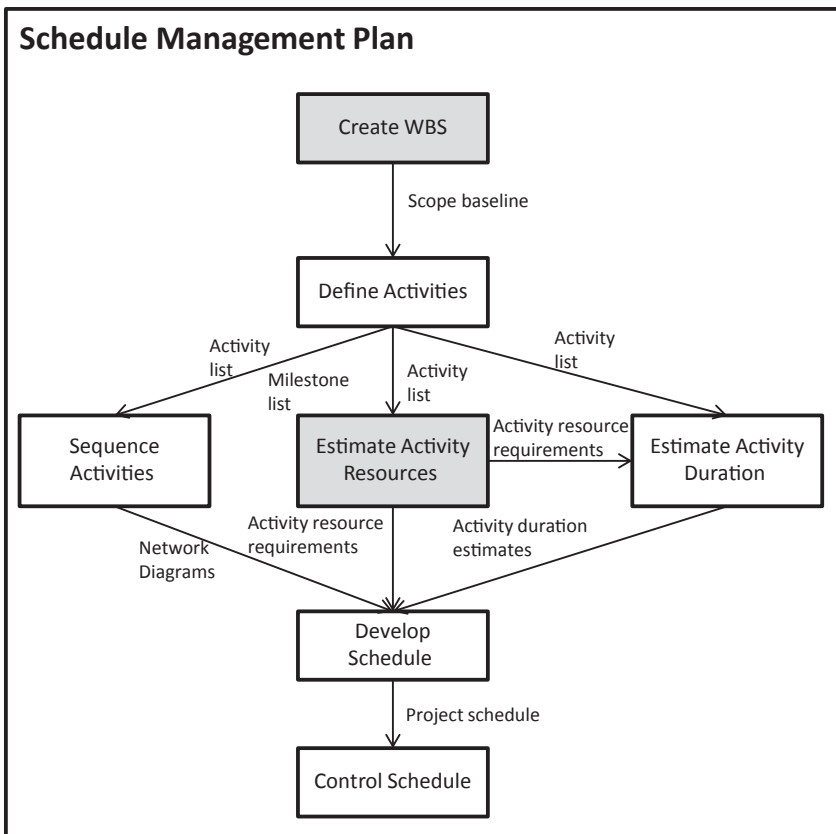 Schedule Management Plan
Create WBS
Scope baseline
Define Activities
Activity
list
Milestone
list
Activity
list
Activity
list
Sequence
Activities
Estimate Activity
Resources
Activity resource
requirements
Estimate Activity
Duration
Network
Diagrams
Activity resource
requirements
Activity duration
estimates
Develop
Schedule
Project schedule
Control Schedule